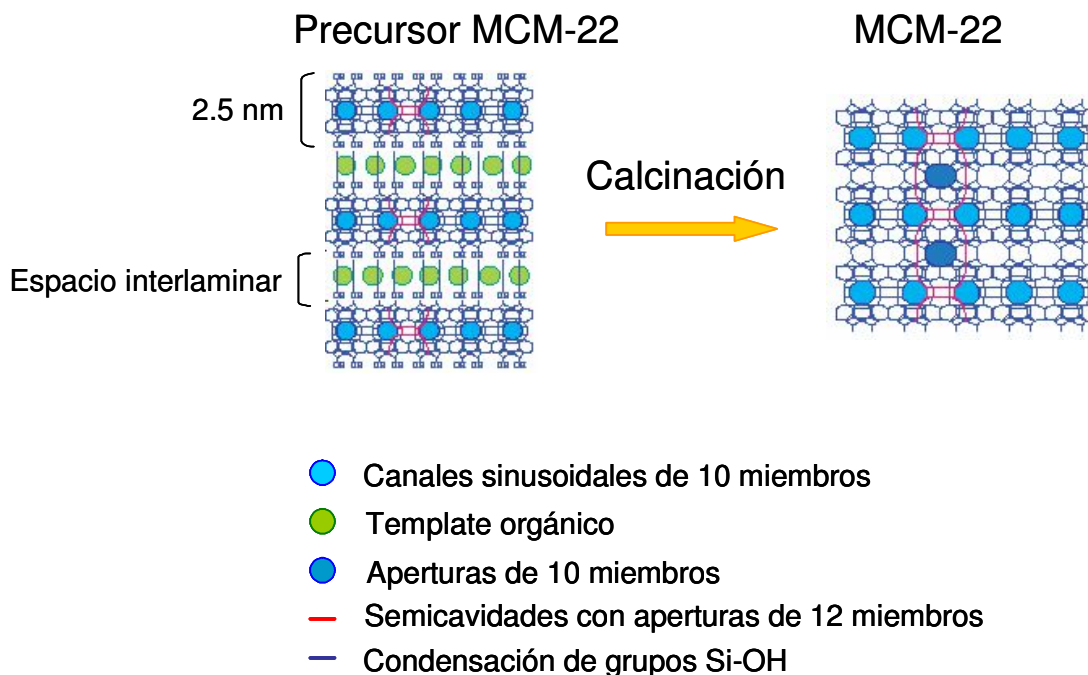 Precursor MCM-22
MCM-22
2.5 nm
Calcinación
Espacio interlaminar
Canales sinusoidales de 10 miembros
Template orgánico
Aperturas de 10 miembros
Semicavidades con aperturas de 12 miembros
Condensación de grupos Si-OH